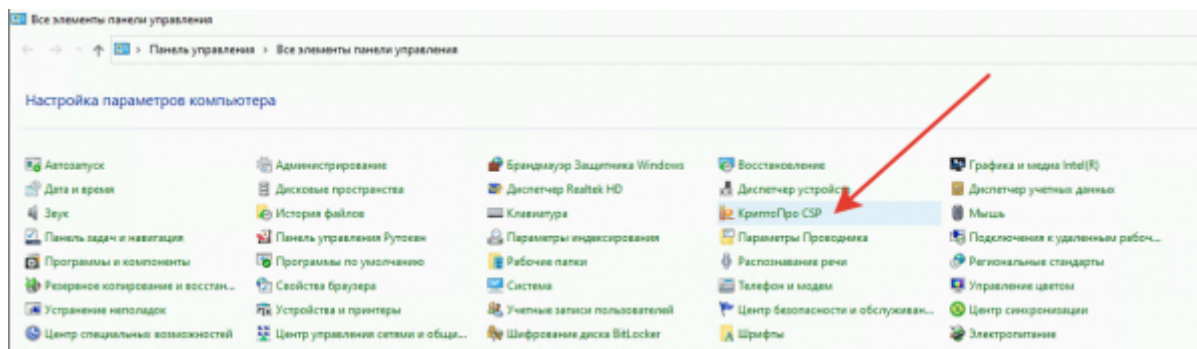 Все элементы панели управления
Панель управления > Все элементы панели управления
Настройка параметров компьютера
Автозапуск Администрирование Брандмауэр Защитника Windows Восстановление Графика и медиа Intel(R)
Дата и время Дисковые пространства Диспетчер Realtek HD Диспетчер устройств Диспетчер учетных данных
Звук История файлов Клавиатура КриптоПро CSP Мышь
Панель задач и навигация Панель управления Рутокен Параметры индексирования Параметры Проводника Подключения к удаленным рабоч...
Программы и компоненты Программы по умолчанию Рабочие папки Распознавание речи Региональные стандарты
Резервное копирование и восстан... Свойства браузера Система Телефон и модем Управление цветом
Устранение неполадок Устройства и принтеры Учетные записи пользователей Центр безопасности и обслуживан... Центр синхронизации
Центр специальных возможностей Центр управления сетями и общи... Шифрование диска BitLocker Шрифты Электропитание